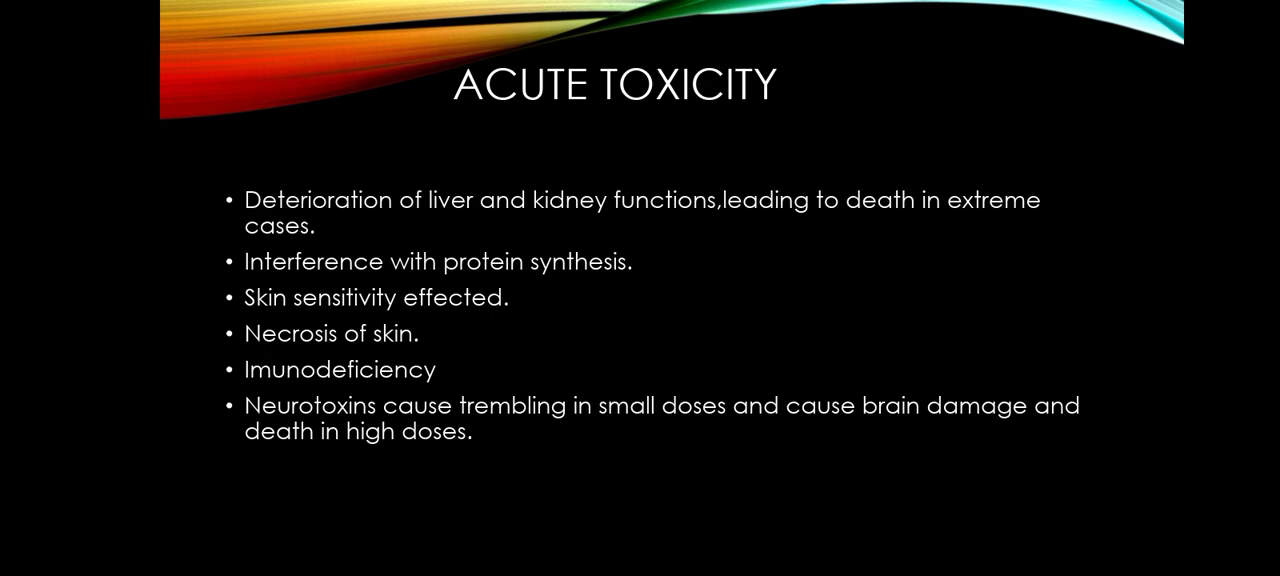 ACUTE TOXICITY
• Deterioration of liver and kidney functions,leading to death in extreme
cases.
• Interference with protein synthesis.
• Skin sensitivity effected.
• Necrosis of skin.
• Imunodeficiency
• Neurotoxins cause trembling in small doses and cause brain damage and
death in high doses.